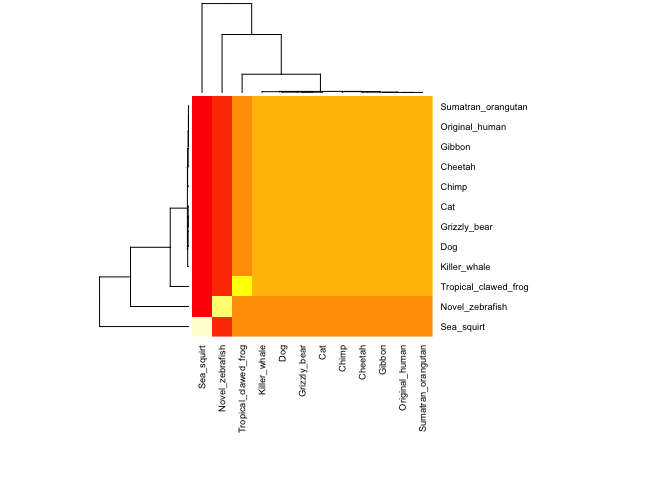 Sumatran_orangutan
Original_human
Gibbon
Cheetah
Chimp
Cat
Grizzly_bear
Dog
Killer_whale
Tropical_clawed_frog
Novel_zebrafish
Sea_squirt
Sea_squirt
Novel_zebrafish
Tropical_clawed_frog
Killer_whale
Dog
Grizzly_bear
Cat
Chimp
Cheetah
Gibbon
Original_human
Sumatran_orangutan